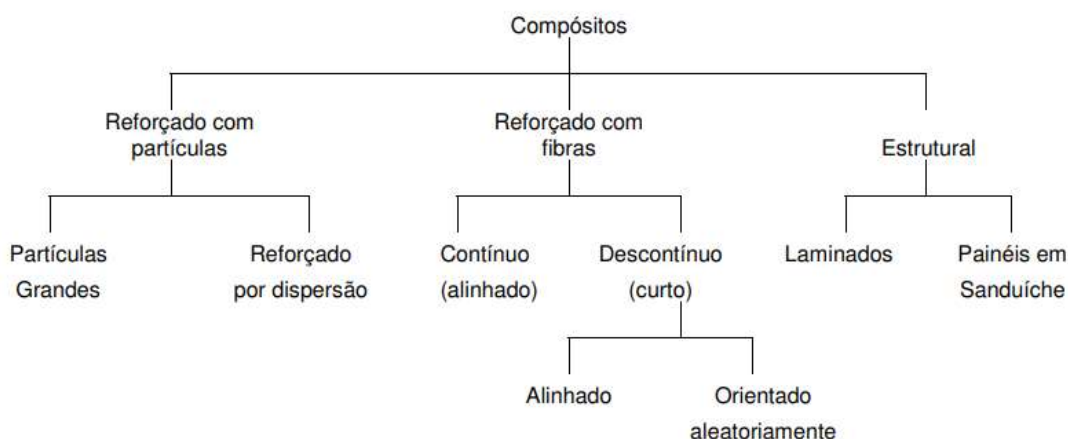 Compósitos
Reforçado com
partículas
Reforçado com
fibras
Estrutural
Partículas
Grandes
Reforçado
por dispersão
Contínuo
(alinhado)
Descontínuo
(curto)
Laminados
Painéis em
Sanduíche
Alinhado
Orientado
aleatoriamente